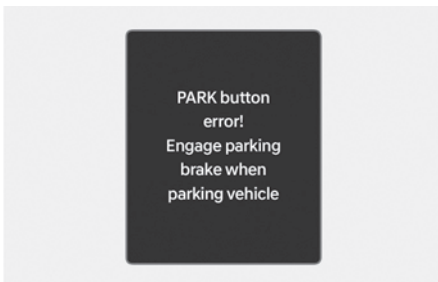 PARK button
error!
Engage parking
brake when
parking vehicle